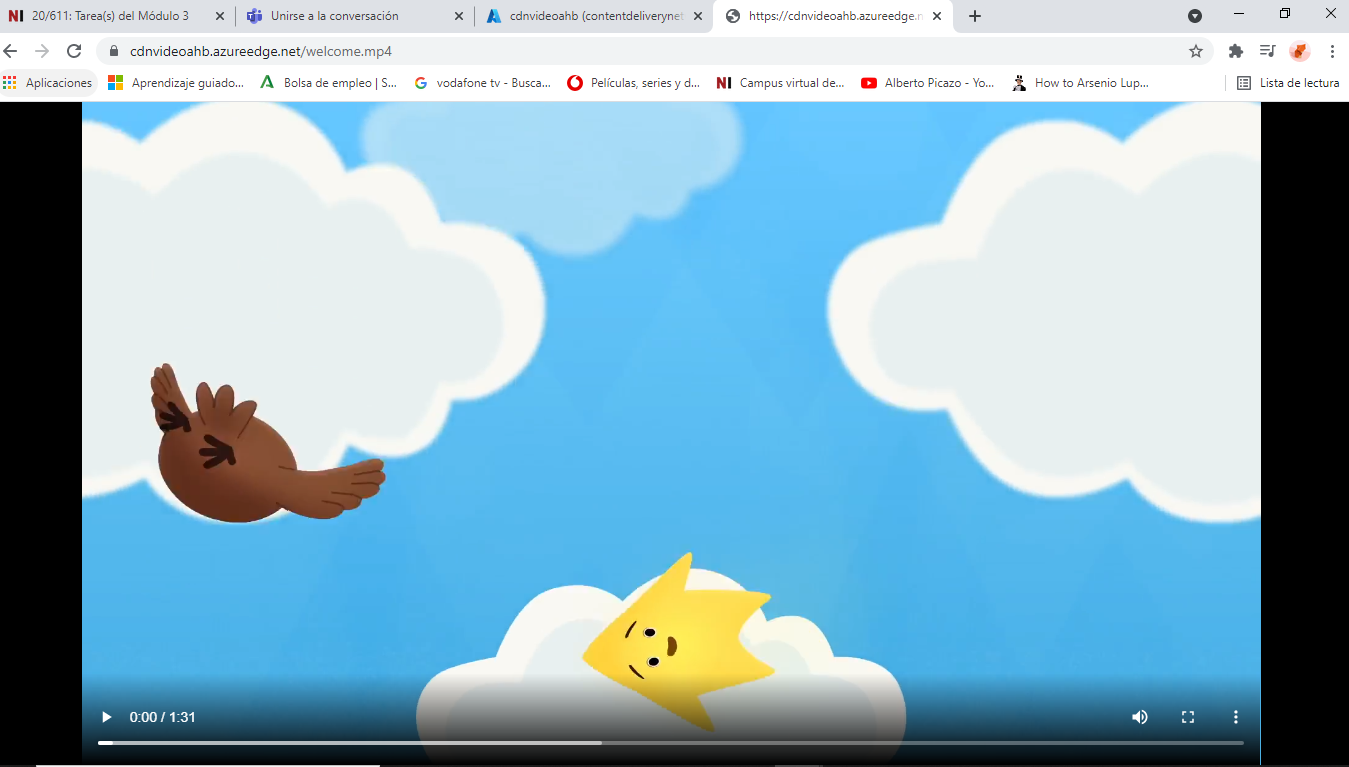 NI 20/611: Tarea(s) del Módulo 3
Unirse a la conversación
cdnvideoahb (contentdeliverynet
https://cdnvideoahb.azureedge.n
cdnvideoahb.azureedge.net/welcome.mp4
Aplicaciones
Aprendizaje guiado...
Bolsa de empleo | S...
vodafone tv - Busca...
Películas, series y d...
NI Campus virtual de...
Alberto Picazo - Yo...
How to Arsenio Lup...
Lista de lectura
0:00 / 1:31